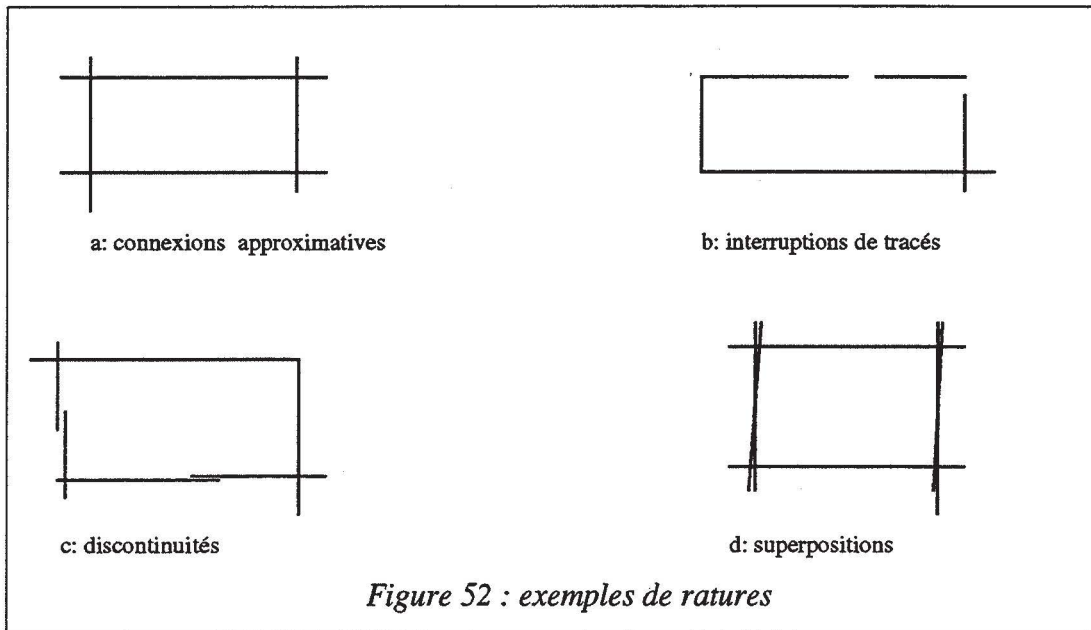 a: connexions approximatives
b: interruptions de tracés
c: discontinuités
d: superpositions
Figure 52 : exemples de ratures